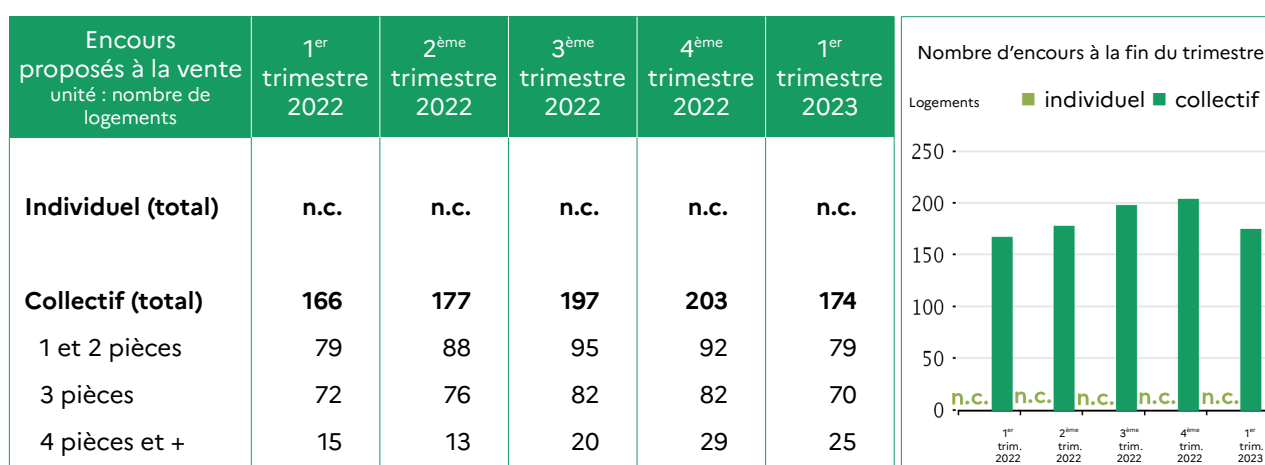 Encours
proposés à la vente
unité : nombre de
logements
1er
trimestre
2022
2ème
trimestre
2022
3ème
trimestre
2022
4ème
trimestre
2022
1er
trimestre
2023
Individuel (total) n.c. n.c. n.c. n.c. n.c.
Collectif (total) 166 177 197 203 174
1 et 2 pièces 79 88 95 92 79
3 pièces 72 76 82 82 70
4 pièces et + 15 13 20 29 25
Nombre d'encours à la fin du trimestre
Logements individuel collectif
250
200
150
100
50
0
n.c. n.c. n.c. n.c. n.c.
1er
trim.
2022
2ème
trim.
2022
3ème
trim.
2022
4ème
trim.
2022
1er
trim.
2023